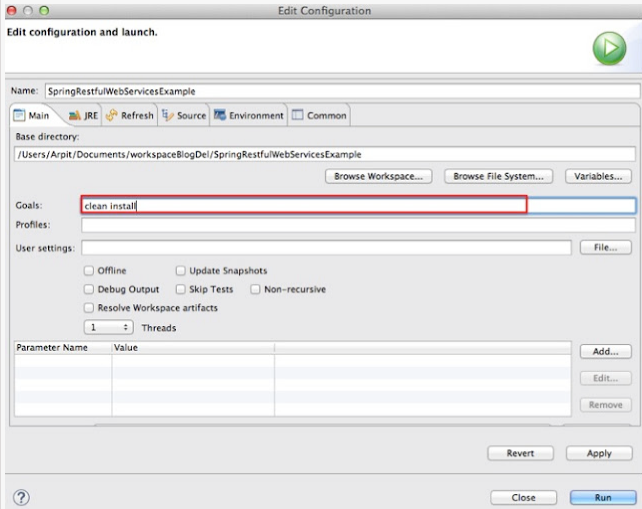 Edit Configuration
Edit configuration and launch.
Name: SpringRestfulWebServicesExample
Main JRE Refresh Source Environment Common
Base directory:
/Users/Arpit/Documents/workspaceBlogDel/SpringRestfulWebServicesExample
Browse Workspace... Browse File System... Variables...
Goals: clean install
Profiles:
User settings: File...
Offline Update Snapshots
Debug Output Skip Tests Non-recursive
Resolve Workspace artifacts
1 Threads
Parameter Name Value
Add...
Edit...
Remove
Revert Apply
? Close Run